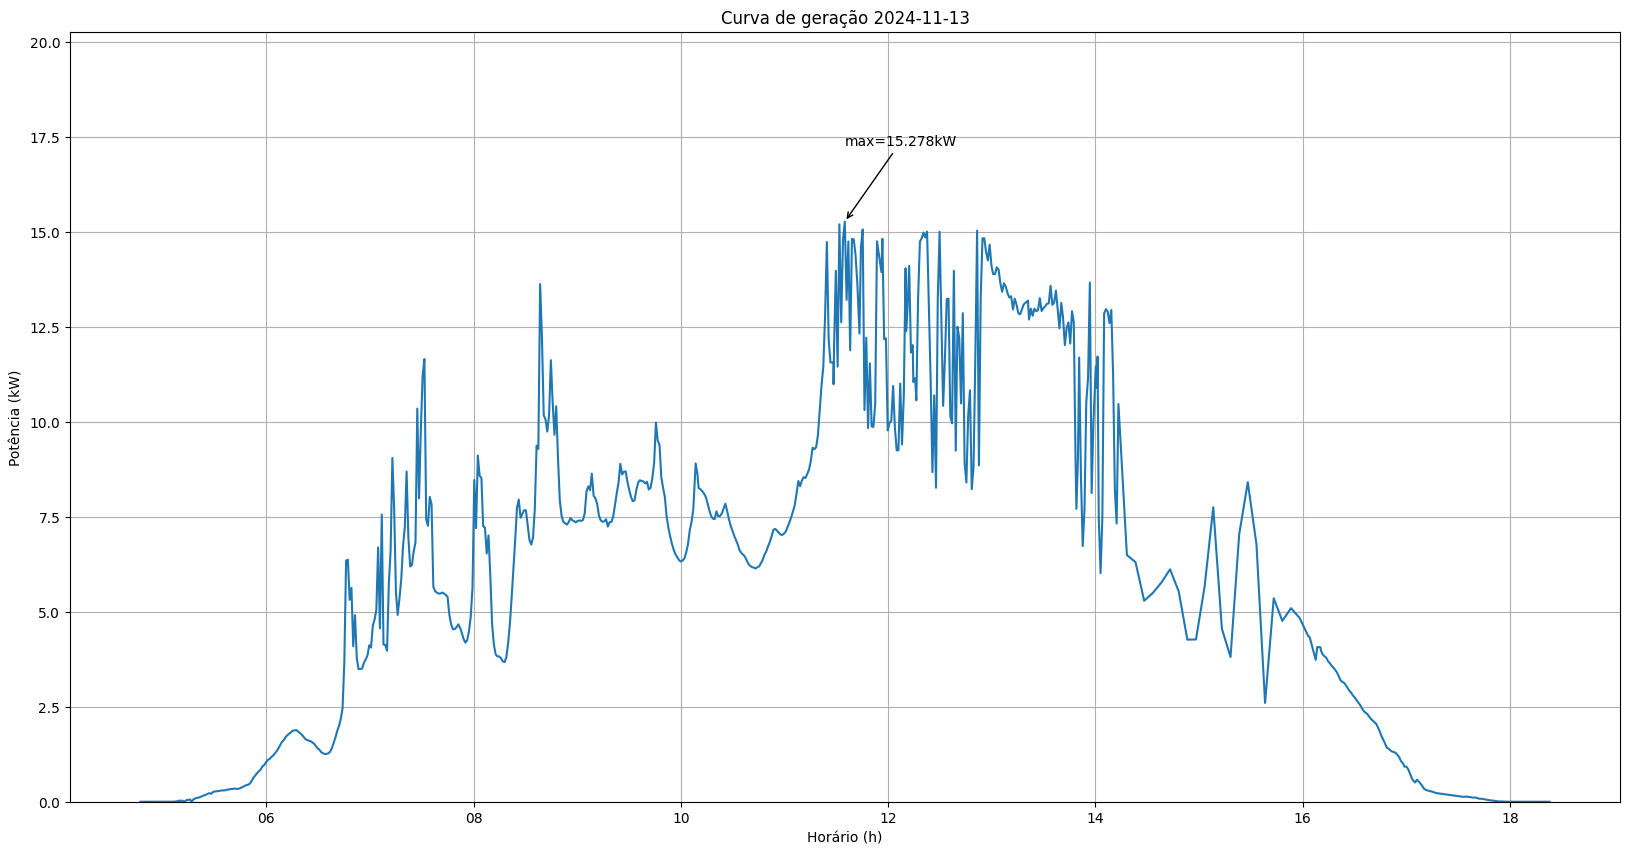 Curva de geração 2024-11-13
20.0
17.5
max=15.278kW
15.0
12.5
10.0
7.5
5.0
2.5
0.0
Potência (kW)
06 08 10 12 14 16 18
Horário (h)